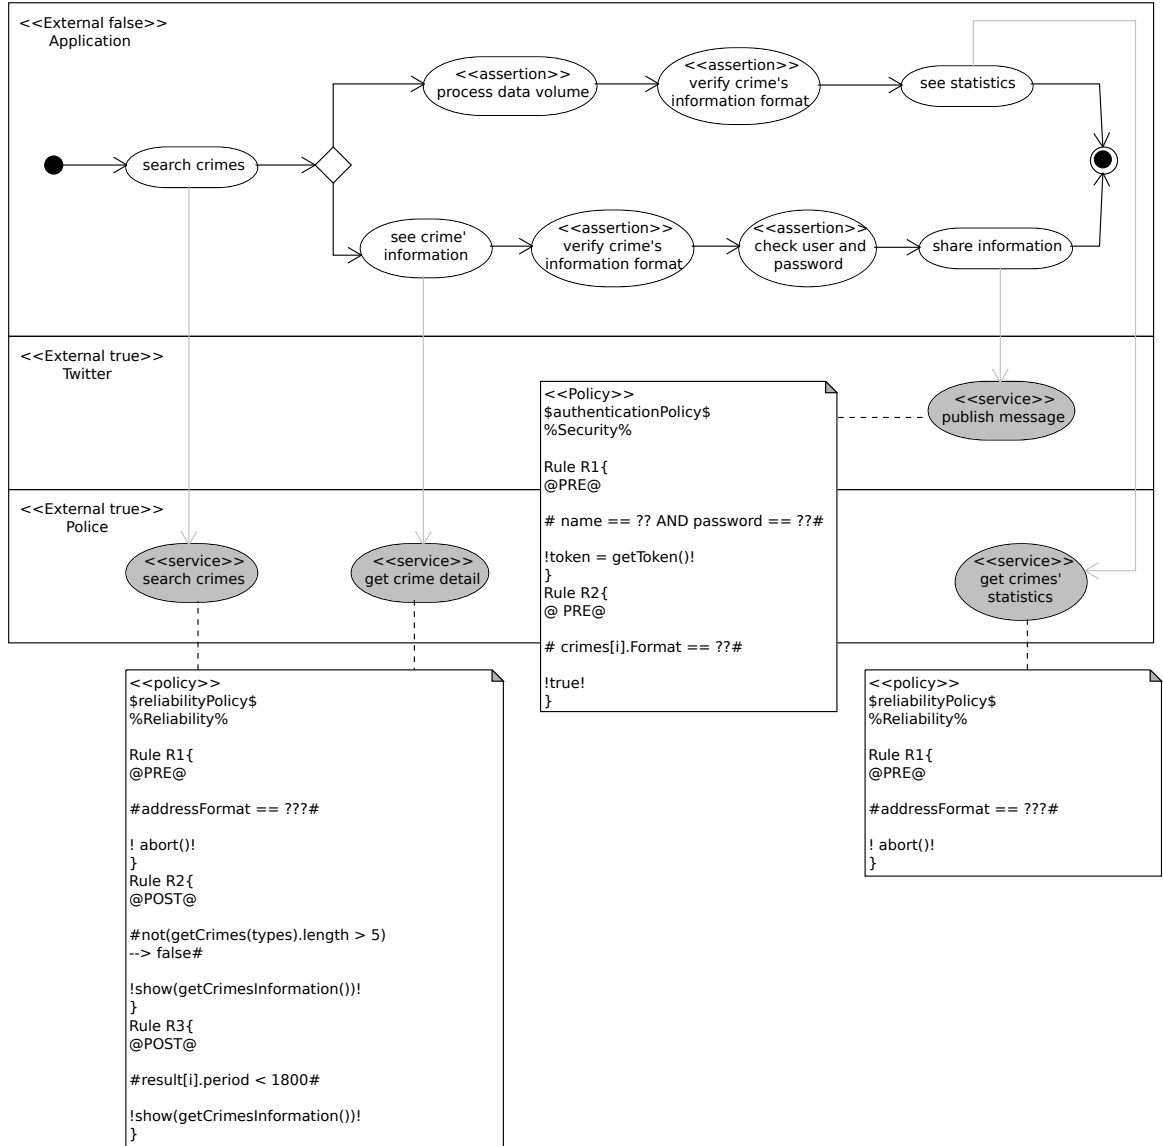 <<External false>>
Application
<<assertion>>
process data volume
<<assertion>>
verify crime's
information format
see statistics
search crimes
see crime'
information
<<assertion>>
verify crime's
information format
<<assertion>>
check user and
password
share information
<<External true>>
Twitter
<<service>>
publish message
<<Policy>>
$authenticationPolicy$
%Security%
Rule R1{
@PRE@
# name == ?? AND password == ??#
!token = getToken()!
}
Rule R2{
@ PRE@
# crimes[i].Format == ??#
!true!
}
<<External true>>
Police
<<service>>
search crimes
<<service>>
get crime detail
<<service>>
get crimes'
statistics
<<policy>>
$reliabilityPolicy$
%Reliability%
Rule R1{
@PRE@
#addressFormat == ???#
! abort()!
}
Rule R2{
@POST@
#not(getCrimes(types).length > 5)
--> false#
!show(getCrimesInformation())!
}
Rule R3{
@POST@
#result[i].period < 1800#
!show(getCrimesInformation())!
}
<<policy>>
$reliabilityPolicy$
%Reliability%
Rule R1{
@PRE@
#addressFormat == ???#
! abort()!
}